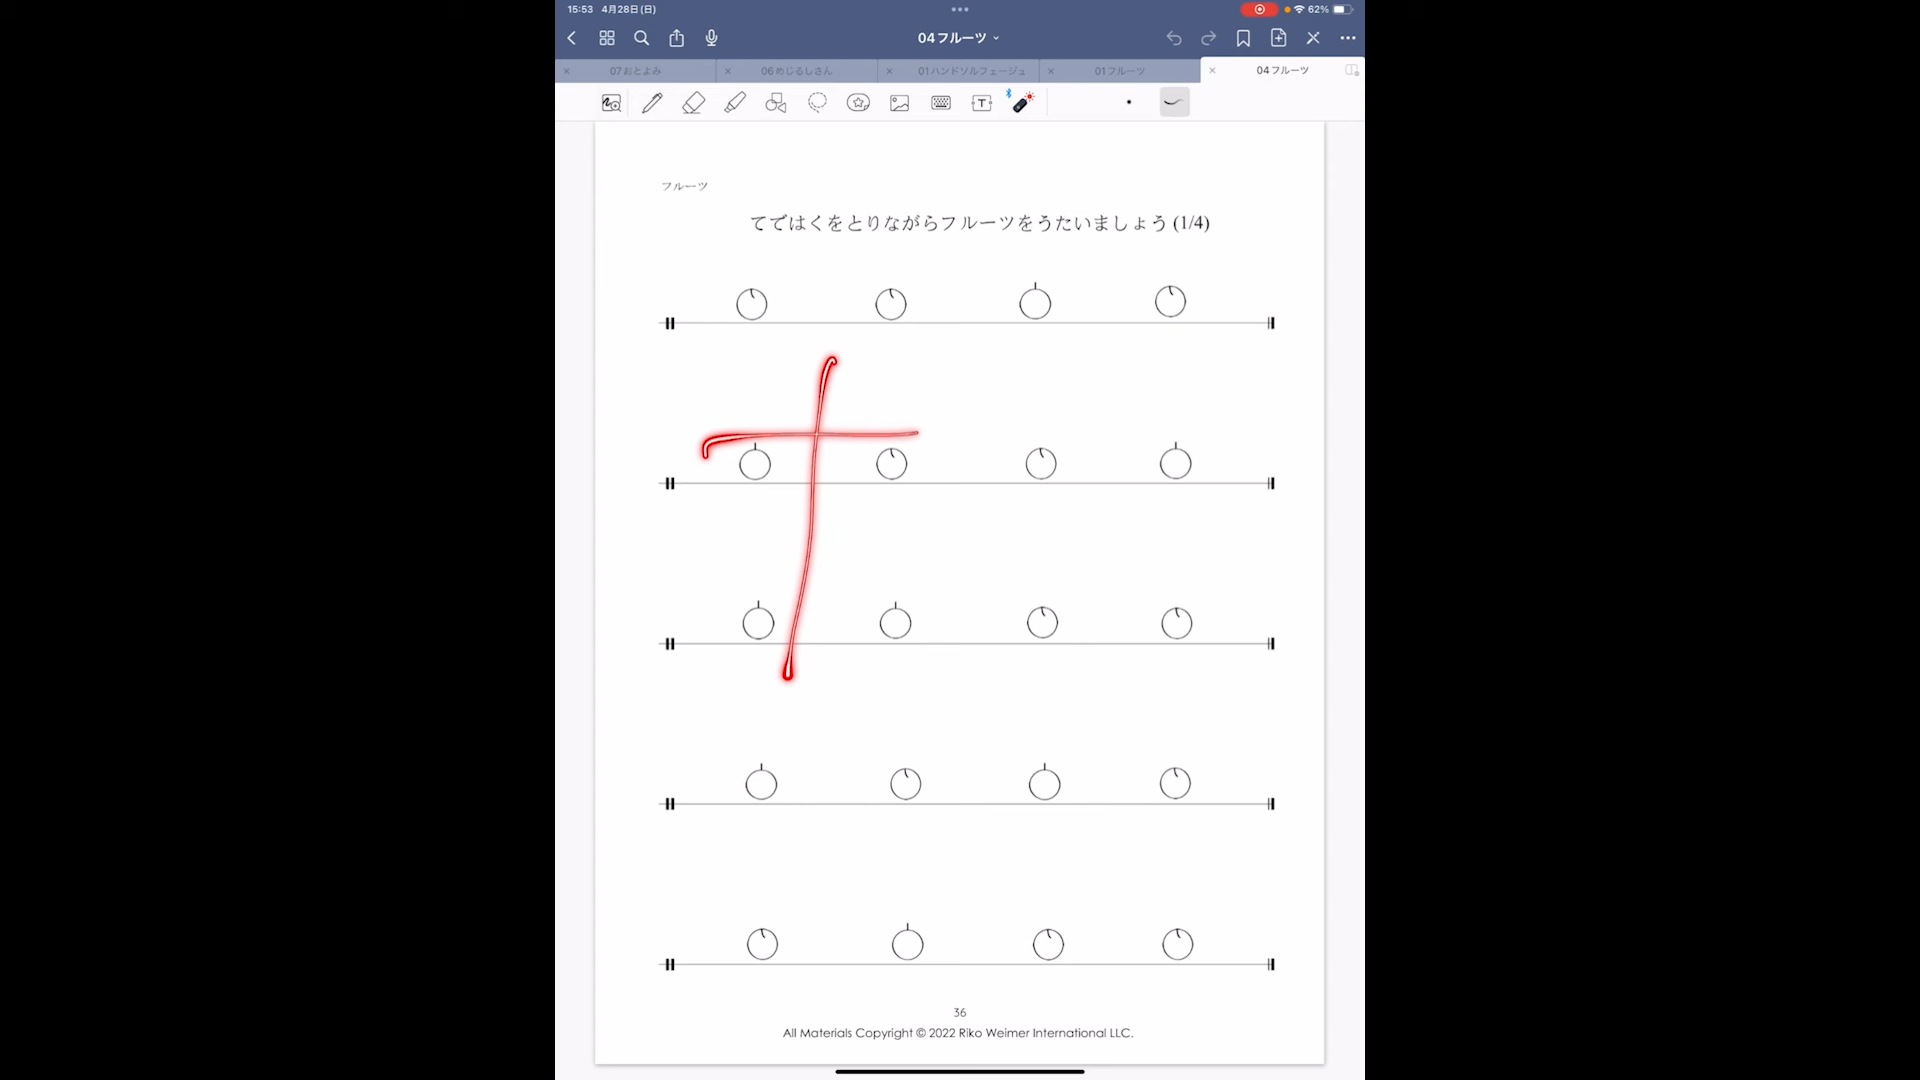 15:53 4月28日(日)
62%
04フルーツ
07おとよみ
06めじるしさん
01ハンドソルフェージュ
01フルーツ
04フルーツ
フルーツ
てではくをとりながらフルーツをうたいましょう (1/4)
36
All Materials Copyright © 2022 Riko Weimer International LLC.